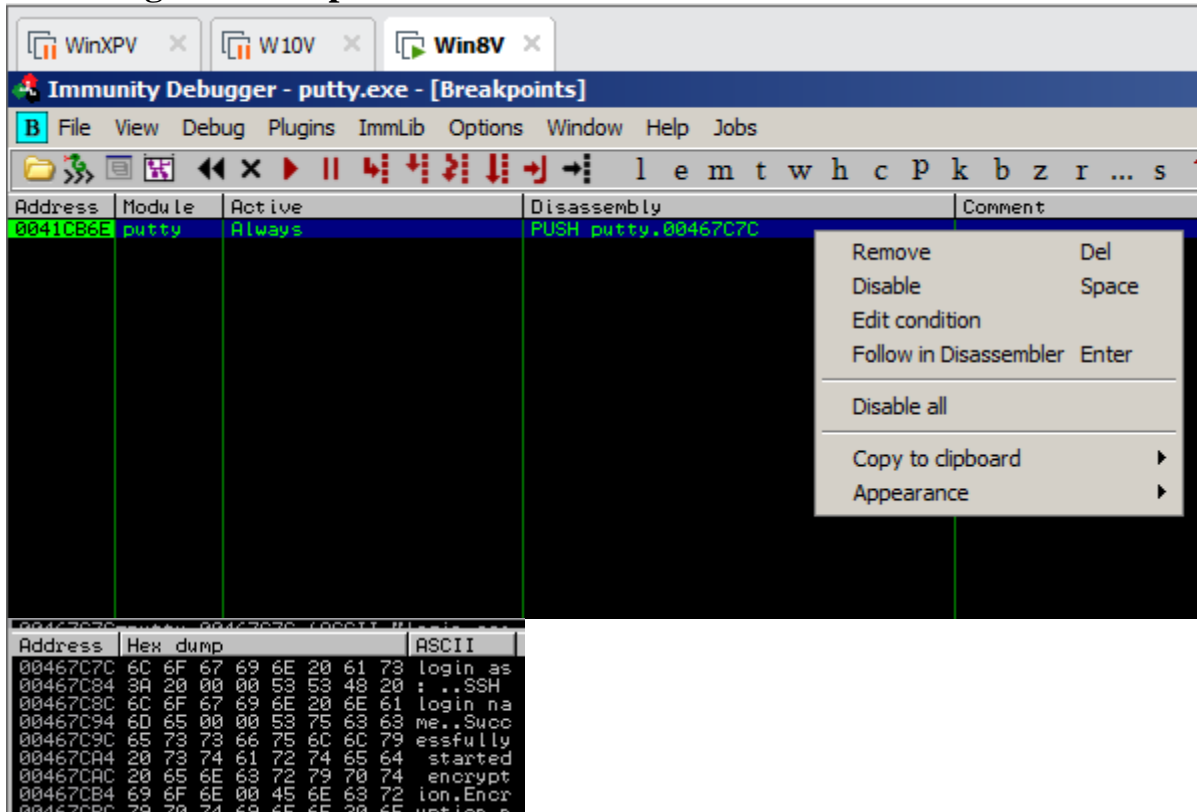 WinXPV × W10V × Win8V ×
Immunity Debugger - putty.exe - [Breakpoints]
B File View Debug Plugins ImmLib Options Window Help Jobs
l e m t w h c P k b z r ... s
Address Module Active Disassembly Comment
0041CB6E putty Always PUSH putty.00467C7C
Remove Del
Disable Space
Edit condition
Follow in Disassembler Enter
Disable all
Copy to clipboard
Appearance
Address Hex dump ASCII
00467C7C 6C 6F 67 69 6E 20 61 73 login as
00467C84 3A 20 00 00 53 53 48 20 : ..SSH
00467C8C 6C 6F 67 69 6E 20 6E 61 login na
00467C94 6D 65 00 00 53 75 63 63 me..Succ
00467C9C 65 73 73 66 75 6C 6C 79 essfully
00467CA4 20 73 74 61 72 74 65 64 started
00467CAC 20 65 6E 63 72 79 70 74 encrypt
00467CB4 69 6F 6E 00 45 6E 63 72 ion.Encr